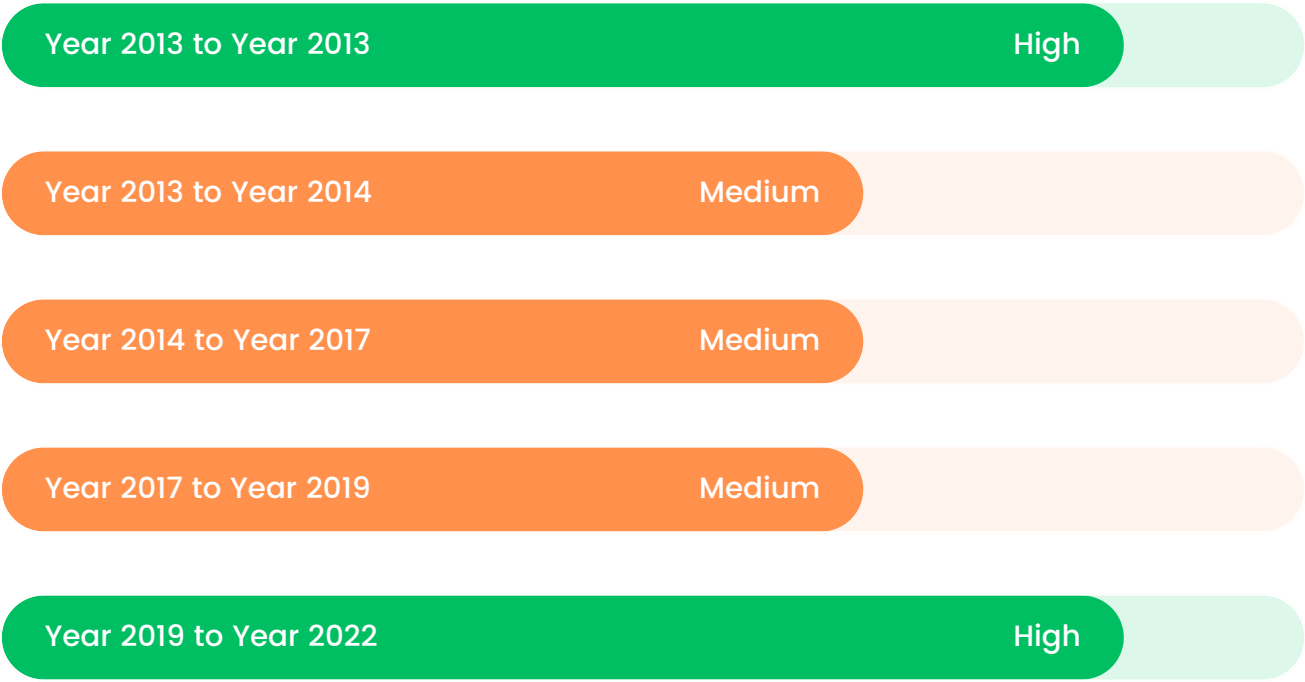 Year 2013 to Year 2013 High
Year 2013 to Year 2014 Medium
Year 2014 to Year 2017 Medium
Year 2017 to Year 2019 Medium
Year 2019 to Year 2022 High